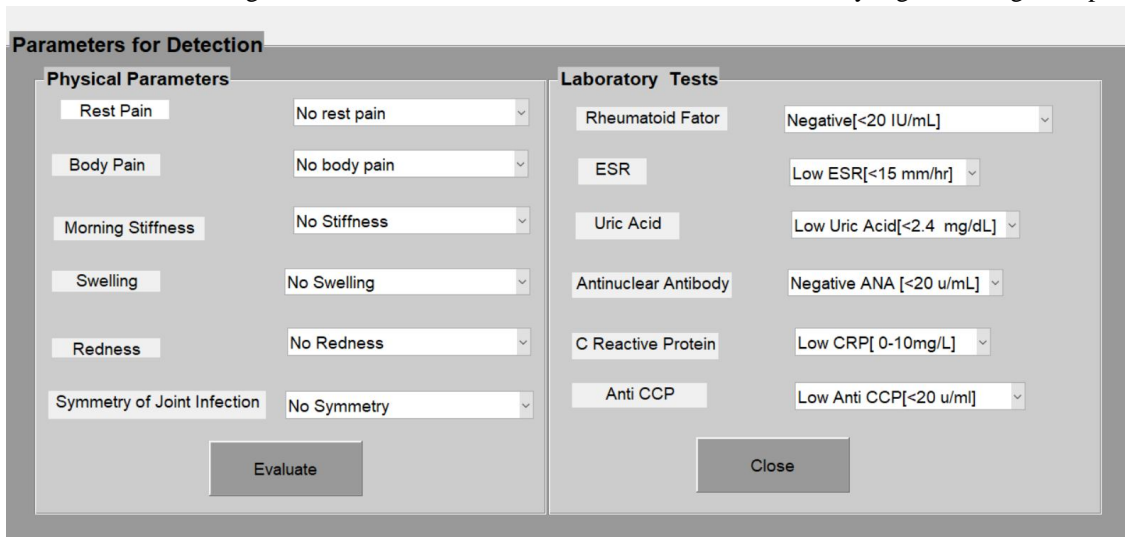 Parameters for Detection
Physical Parameters
Rest Pain No rest pain
Body Pain No body pain
Morning Stiffness No Stiffness
Swelling No Swelling
Redness No Redness
Symmetry of Joint Infection No Symmetry
Evaluate
Laboratory Tests
Rheumatoid Fator Negative[<20 IU/mL]
ESR Low ESR[<15 mm/hr]
Uric Acid Low Uric Acid[<2.4 mg/dL]
Antinuclear Antibody Negative ANA [<20 u/mL]
C Reactive Protein Low CRP[ 0-10mg/L]
Anti CCP Low Anti CCP[<20 u/ml]
Close